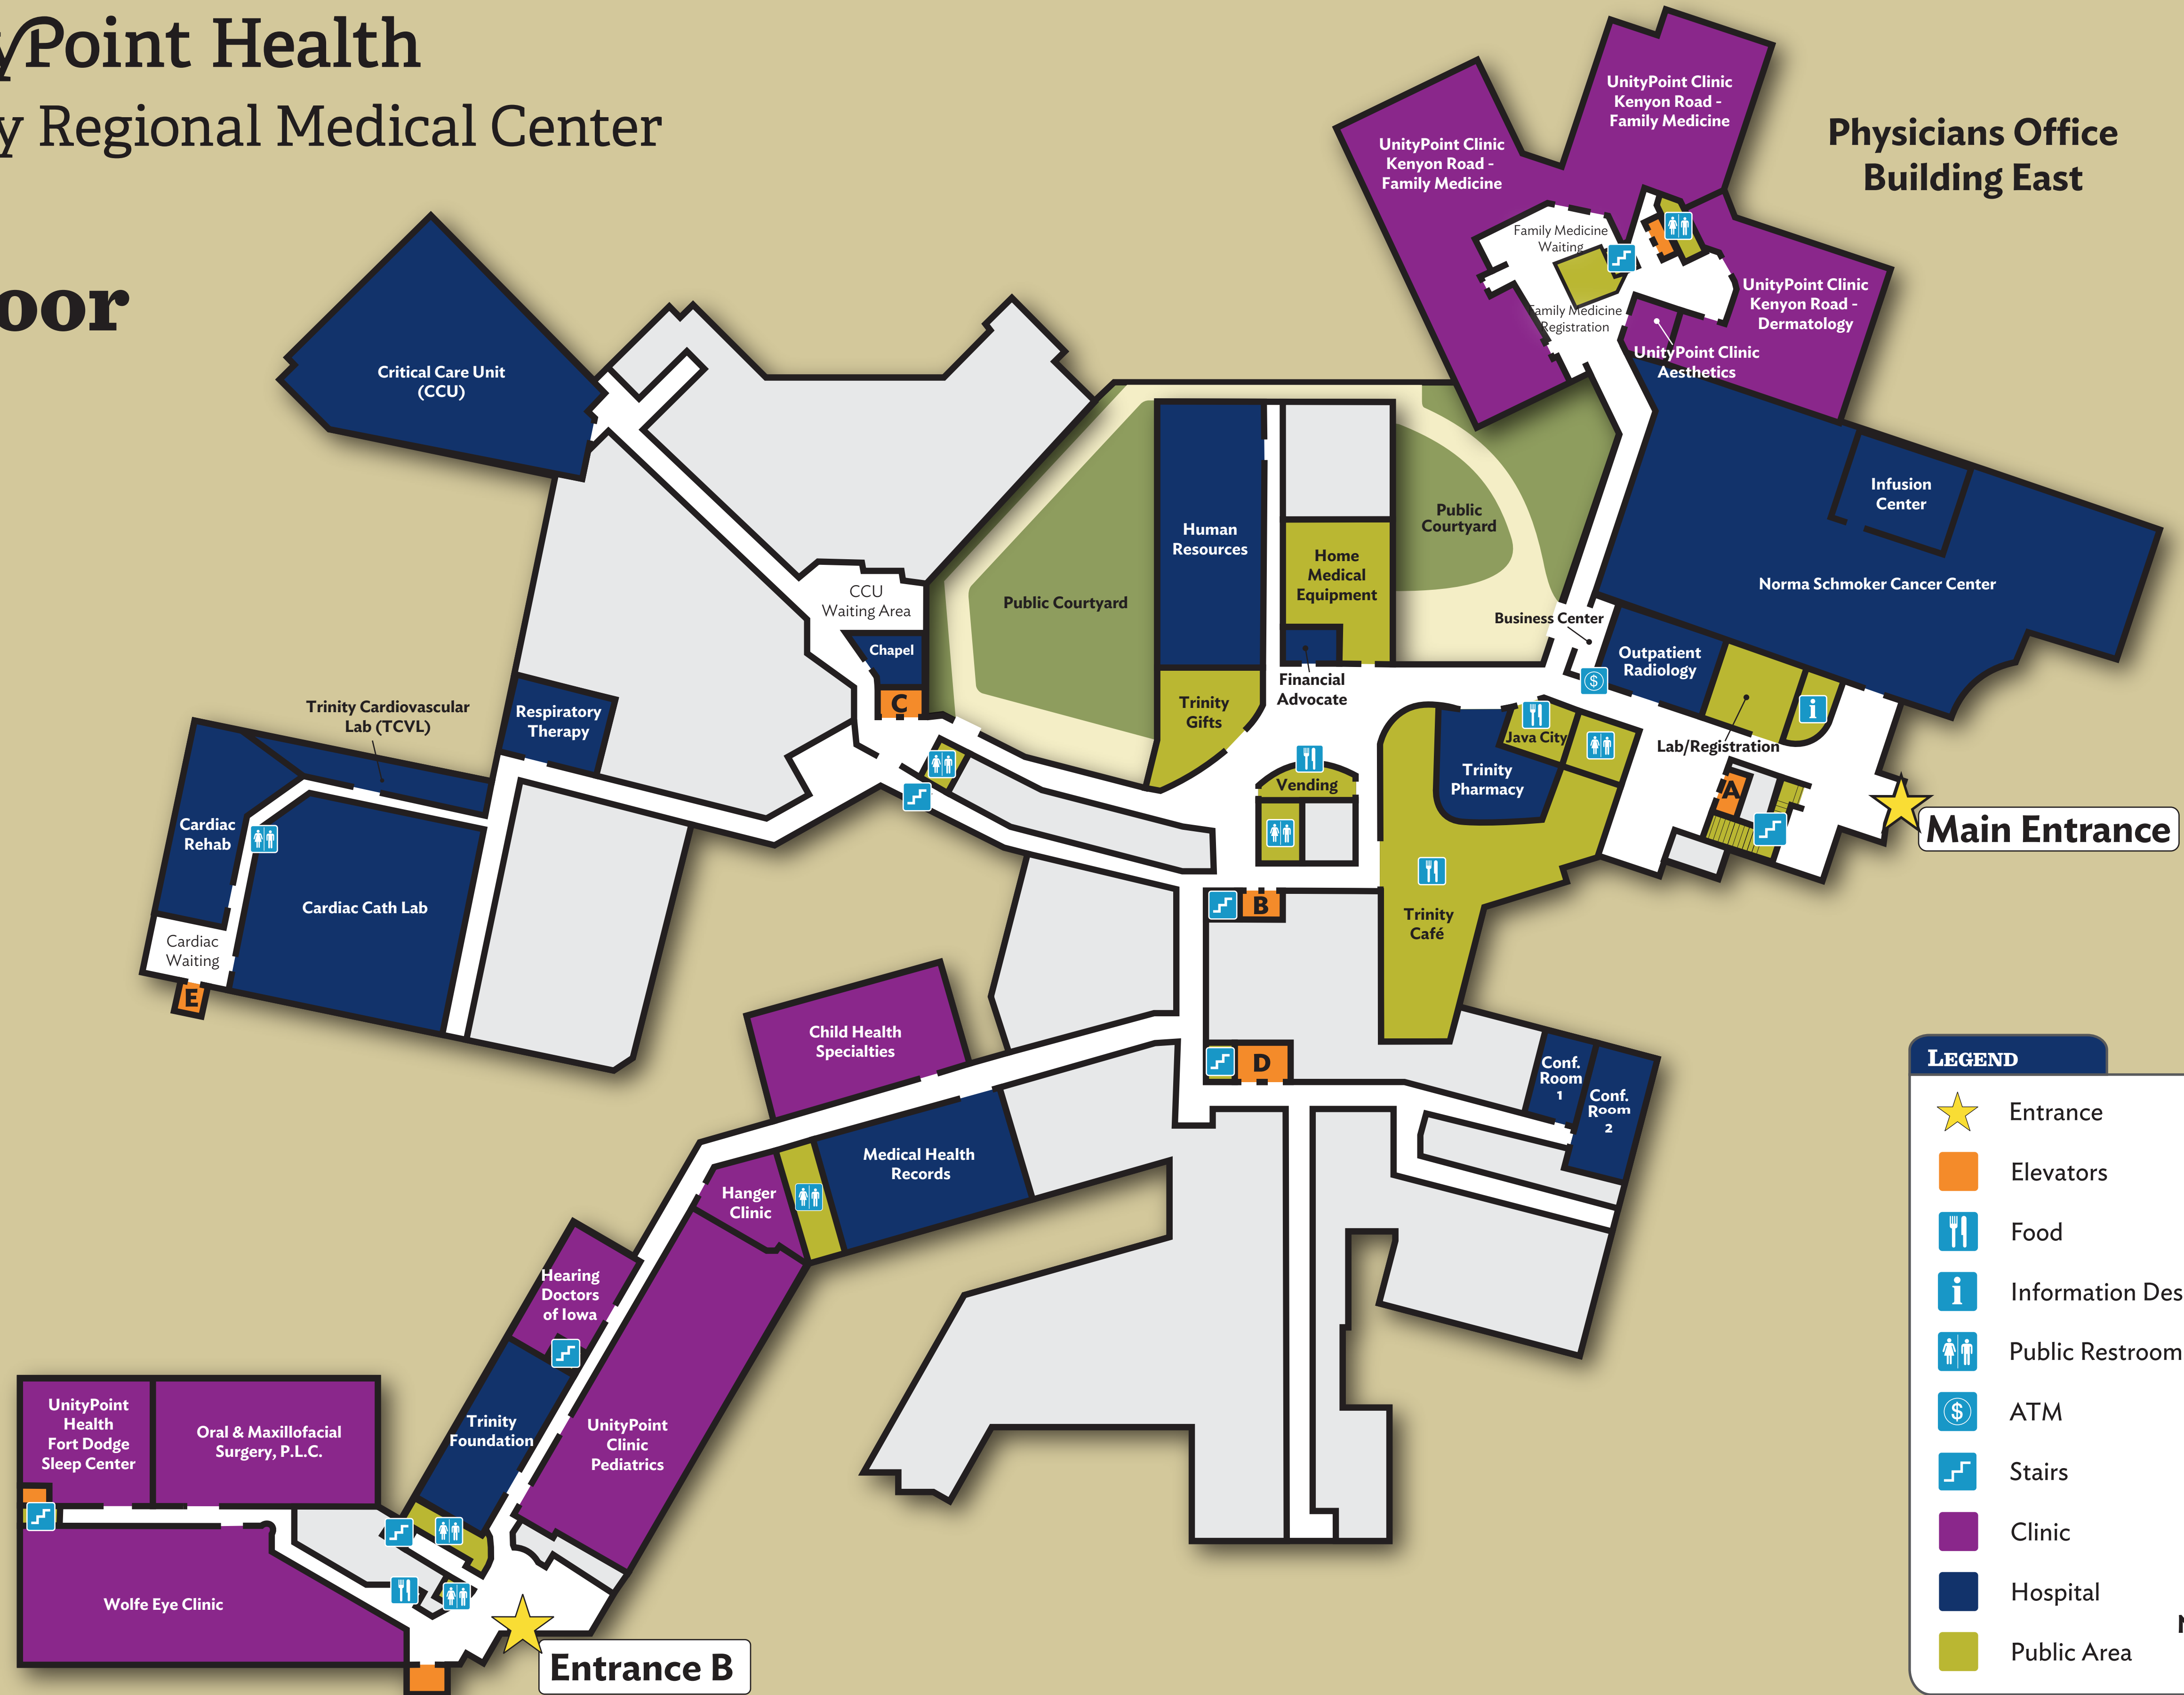 yPoint Health
y Regional Medical Center
oor
Physicians Office
Building East
UnityPoint Clinic
Kenyon Road -
Family Medicine
UnityPoint Clinic
Kenyon Road -
Family Medicine
Family Medicine
Waiting
Family Medicine
Registration
UnityPoint Clinic
Kenyon Road -
Dermatology
UnityPoint Clinic
Aesthetics
Critical Care Unit
(CCU)
Infusion
Center
Norma Schmoker Cancer Center
Human
Resources
Public
Courtyard
Home
Medical
Equipment
Public Courtyard
CCU
Waiting Area
Chapel
C
Business Center
Outpatient
Radiology
$
i
Financial
Advocate
Trinity
Gifts
Trinity Cardiovascular
Lab (TCVL)
Respiratory
Therapy
Java City
Lab/Registration
Trinity
Pharmacy
Vending
A
Main Entrance
Cardiac
Rehab
Cardiac Cath Lab
Cardiac
Waiting
E
B
Trinity
Café
Child Health
Specialties
D
Conf.
Room
1
Conf.
Room
2
Medical Health
Records
Hanger
Clinic
Hearing
Doctors
of Iowa
Trinity
Foundation
UnityPoint
Clinic
Pediatrics
UnityPoint
Health
Fort Dodge
Sleep Center
Oral & Maxillofacial
Surgery, P.L.C.
Wolfe Eye Clinic
Entrance B
LEGEND
Entrance
Elevators
Food
i
Information Des
Public Restroom
$
ATM
Stairs
Clinic
Hospital
Public Area